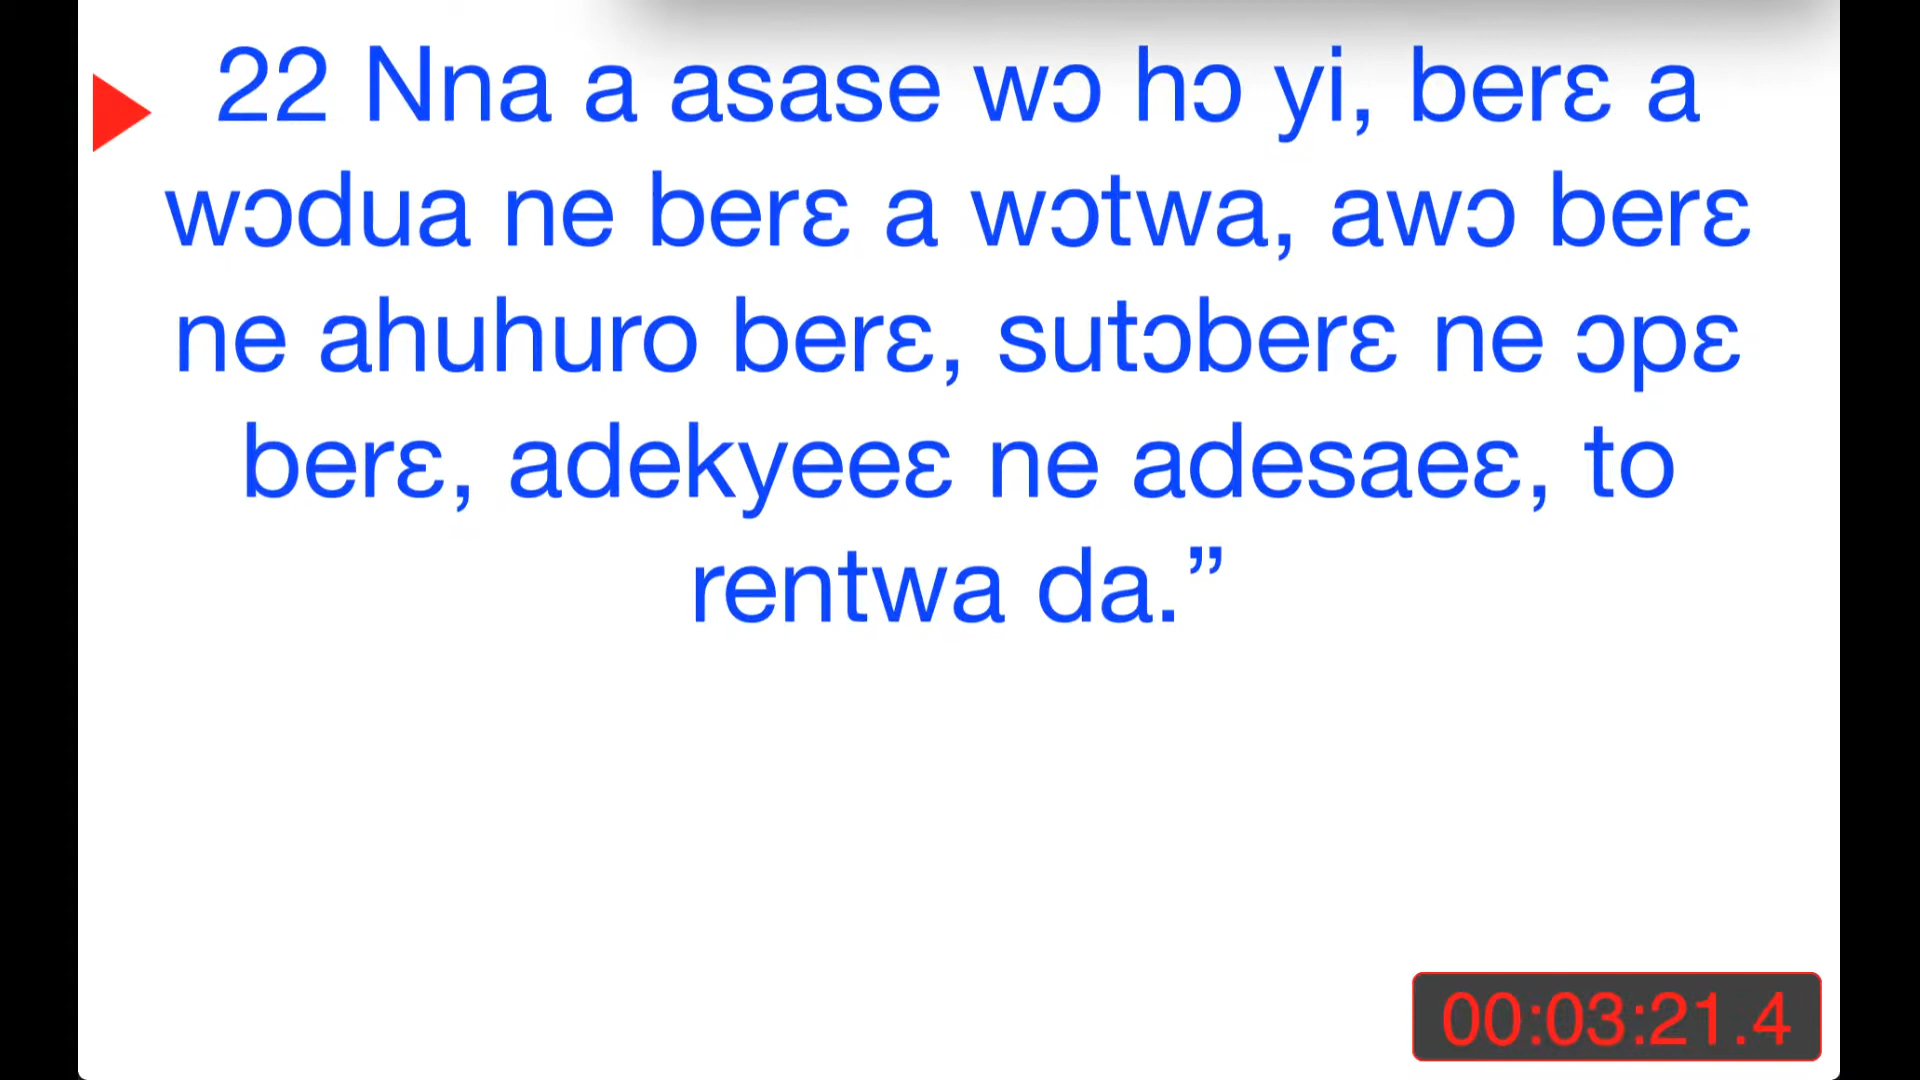 22 Nna a asase wɔ hɔ yi, berɛ a
wɔdua ne berɛ a wɔtwa, awɔ berɛ
ne ahuhuro berɛ, sutɔberɛ ne ɔpɛ
berɛ, adekyeeɛ ne adesaeɛ, to
rentwa da.”
00:03:21.4